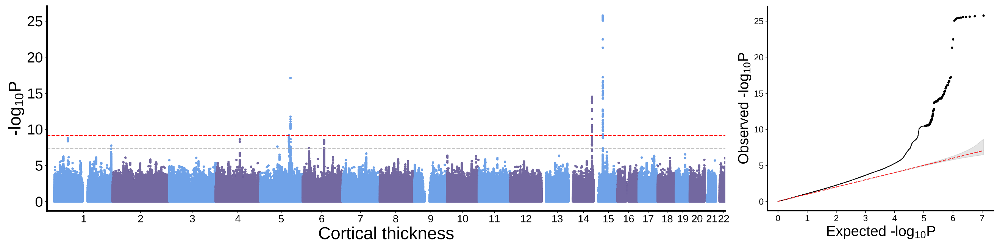 25
20
15
10
5
0
-log10P
1 2 3 4 5 6 7 8 9 10 11 12 13 14 15 16 17 18 19 20 21 22
Cortical thickness
25
20
15
10
5
0
Observed -log10P
0 1 2 3 4 5 6 7
Expected -log10P